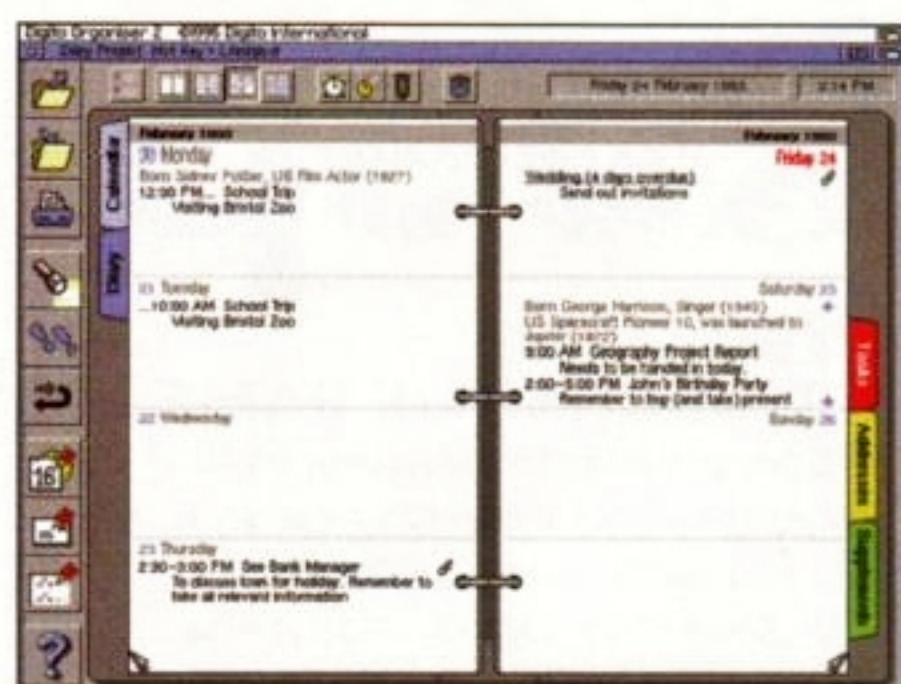 Digita Organiser 2 ©1995 Digita International
Hot Key =
Friday 24 February 1995
2:14 PM
Calendar
Diary
February 1995
20 Monday
Born Sidney Poitier, US Film Actor (1927)
12:00 PM... School Trip
Visiting Bristol Zoo
21 Tuesday
...10:00 AM School Trip
Visiting Bristol Zoo
22 Wednesday
23 Thursday
2:30-3:00 PM See Bank Manager
To discuss loan for holiday. Remember to
take all relevant information
February 1995
Friday 24
Wedding (4 days overdue)
Send out invitations
Saturday 25
Born George Harrison, Singer (1943)
US Spacecraft Pioneer 10, was launched to
Jupiter (1972)
9:00 AM Geography Project Report
Needs to be handed in today.
2:00-5:00 PM John's Birthday Party
Remember to buy (and take) present
Sunday 26
Tasks
Addresses
16
?